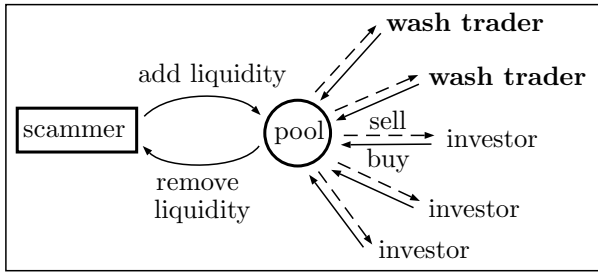 wash trader
add liquidity
wash trader
scammer
pool
sell
investor
buy
remove
liquidity
investor
investor